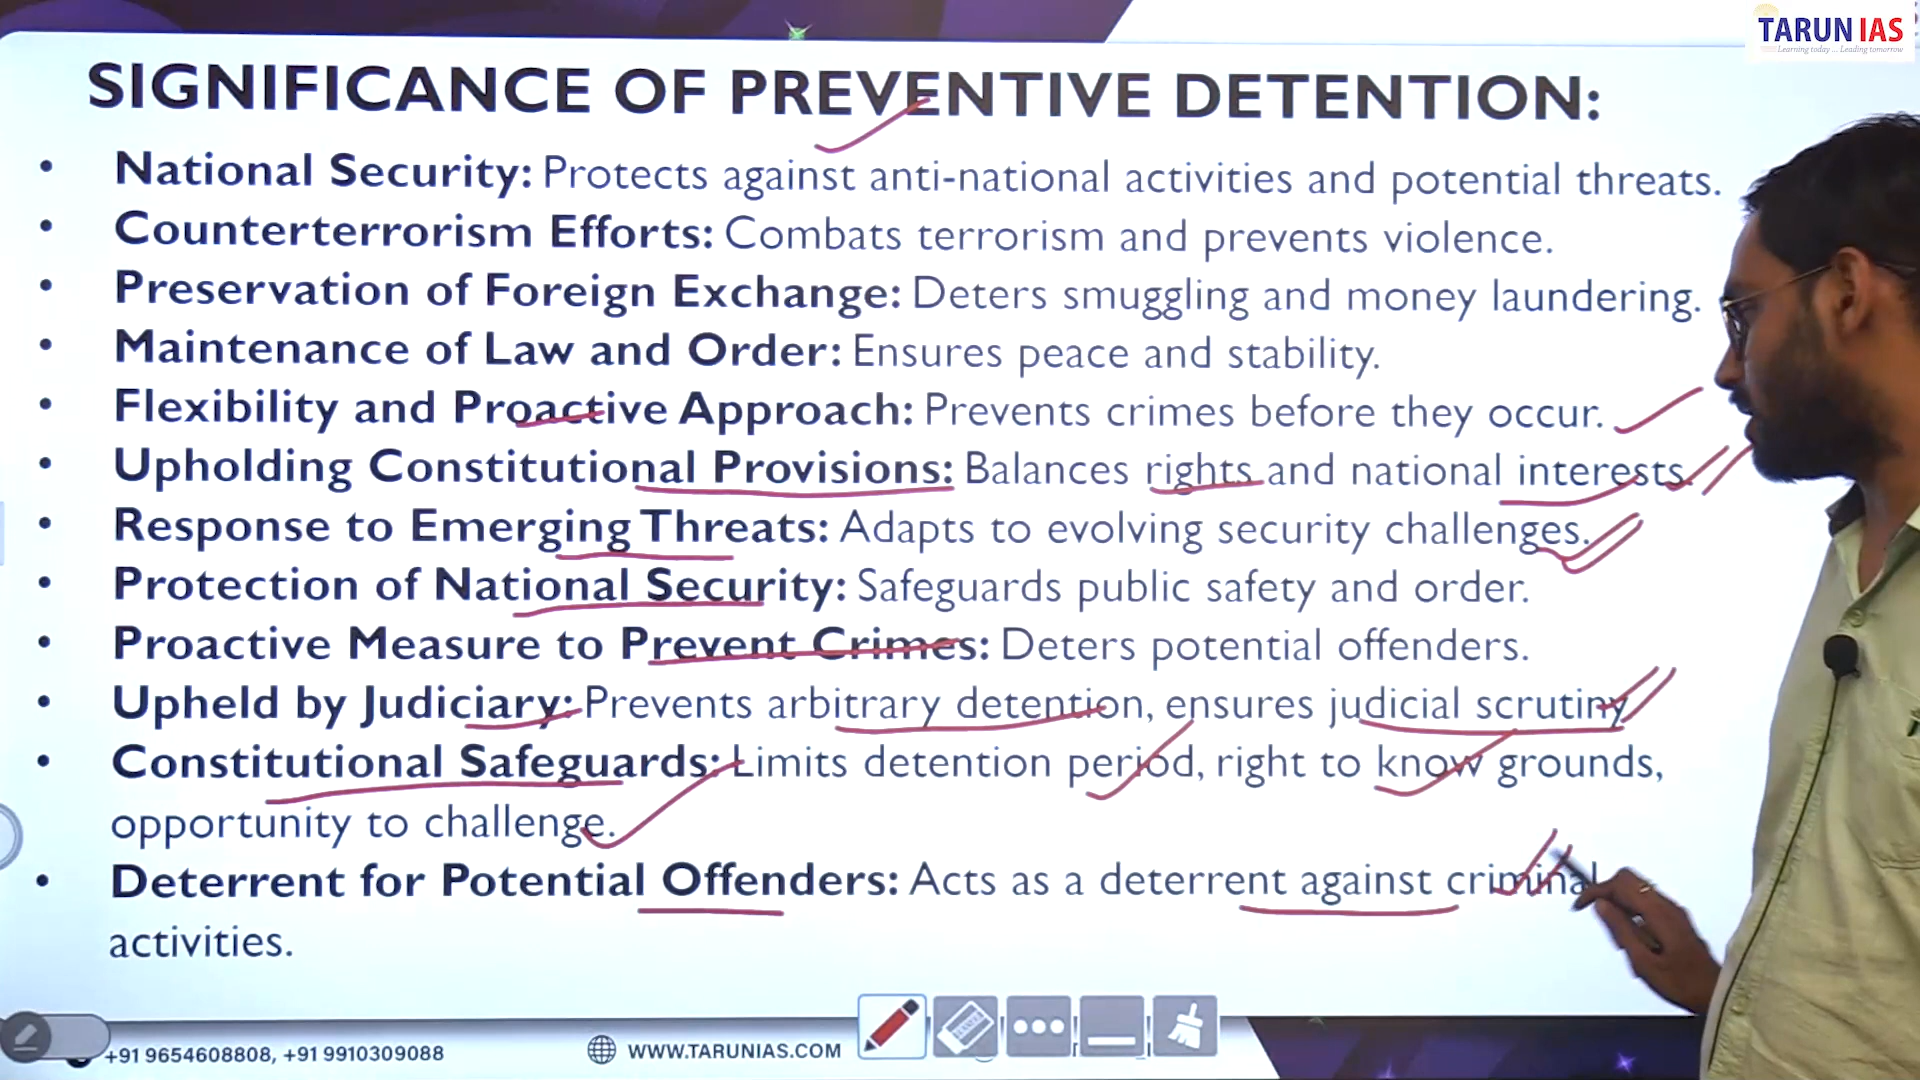 TARUN IAS
Learning today ... Leading tomorrow
SIGNIFICANCE OF PREVENTIVE DETENTION:
• National Security: Protects against anti-national activities and potential threats.
• Counterterrorism Efforts: Combats terrorism and prevents violence.
• Preservation of Foreign Exchange: Deters smuggling and money laundering.
• Maintenance of Law and Order: Ensures peace and stability.
• Flexibility and Proactive Approach: Prevents crimes before they occur.
• Upholding Constitutional Provisions: Balances rights and national interests.
• Response to Emerging Threats: Adapts to evolving security challenges.
• Protection of National Security: Safeguards public safety and order.
• Proactive Measure to Prevent Crimes: Deters potential offenders.
• Upheld by Judiciary: Prevents arbitrary detention, ensures judicial scrutiny
• Constitutional Safeguards: Limits detention period, right to know grounds,
opportunity to challenge.
• Deterrent for Potential Offenders: Acts as a deterrent against criminal
activities.
+91 9654608808, +91 9910309088
WWW.TARUNIAS.COM